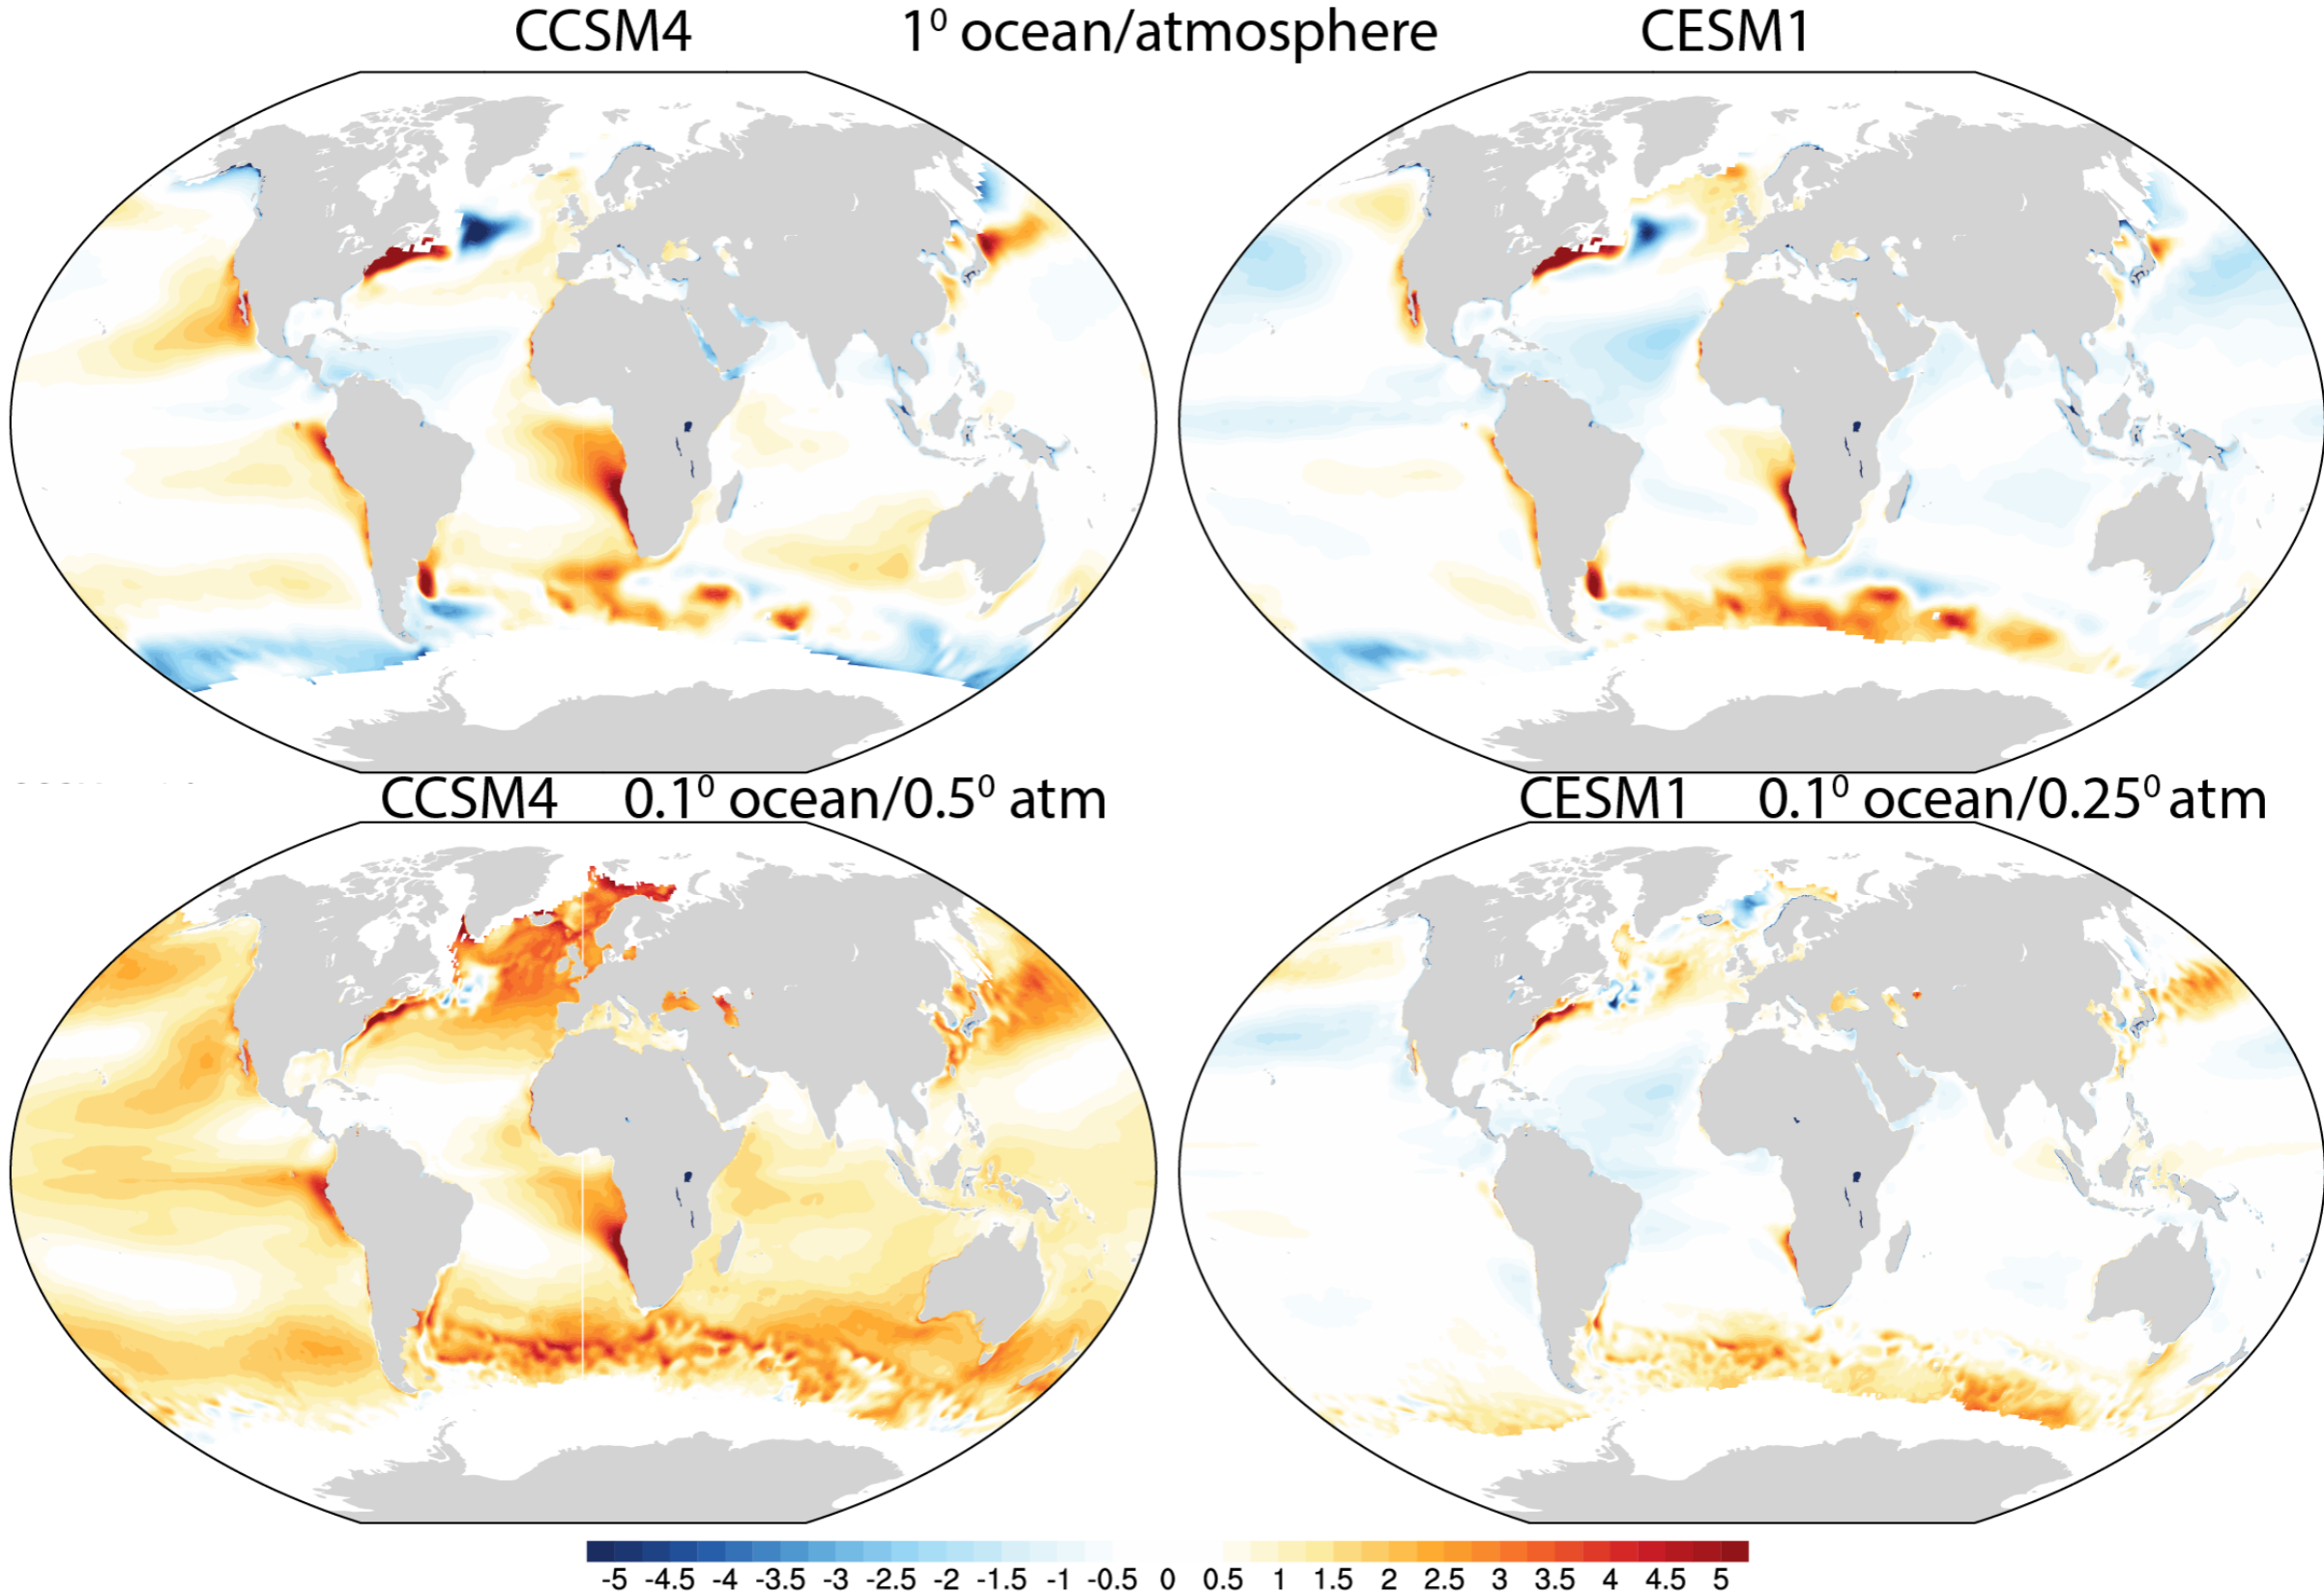 CCSM4 1⁰ ocean/atmosphere CESM1
CCSM4 0.1⁰ ocean/0.5⁰ atm CESM1 0.1⁰ ocean/0.25⁰ atm
-5 -4.5 -4 -3.5 -3 -2.5 -2 -1.5 -1 -0.5 0 0.5 1 1.5 2 2.5 3 3.5 4 4.5 5